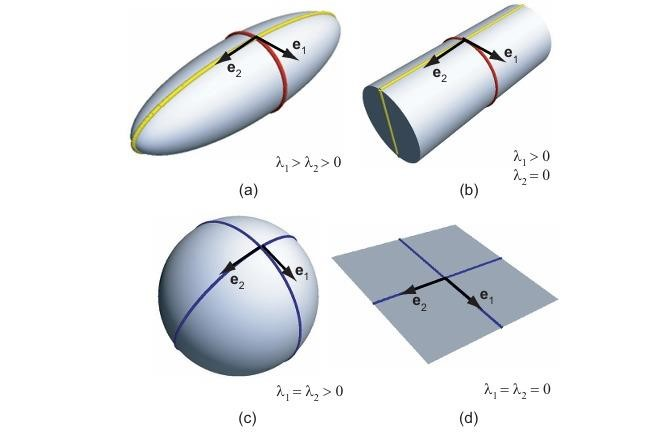 e₁
e₂
λ₁ > λ₂ > 0
(a)
e₁
e₂
λ₁ > 0
λ₂ = 0
(b)
e₁
e₂
λ₁ = λ₂ > 0
(c)
e₁
e₂
λ₁ = λ₂ = 0
(d)